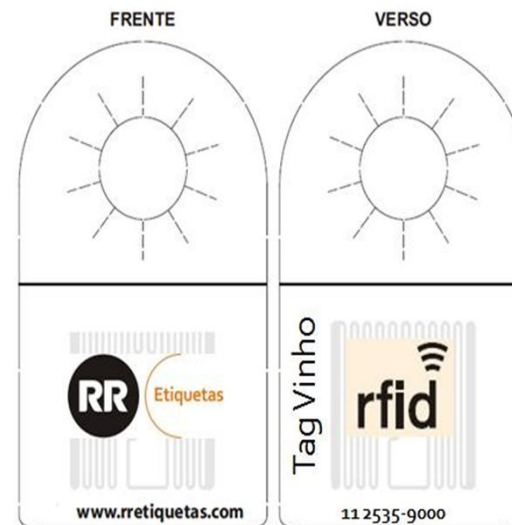 FRENTE
VERSO
RR Etiquetas
www.rretiquetas.com
Tag Vinho
rfid
11 2535-9000